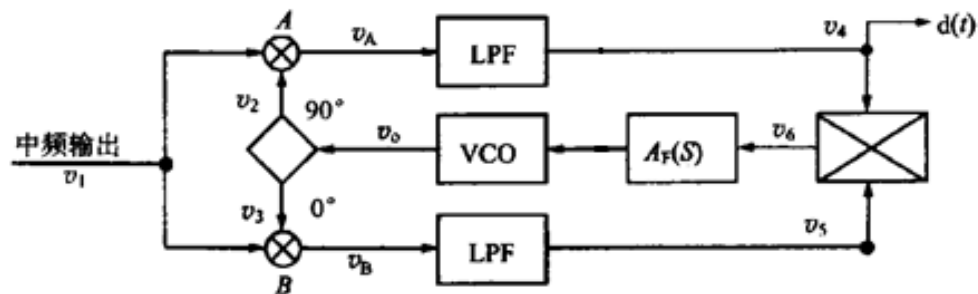 A
v_A
LPF
v_4
d(t)
v_2
90°
中频输出
v_1
v_o
VCO
A_F(S)
v_6
v_3
0°
v_B
LPF
v_5
B